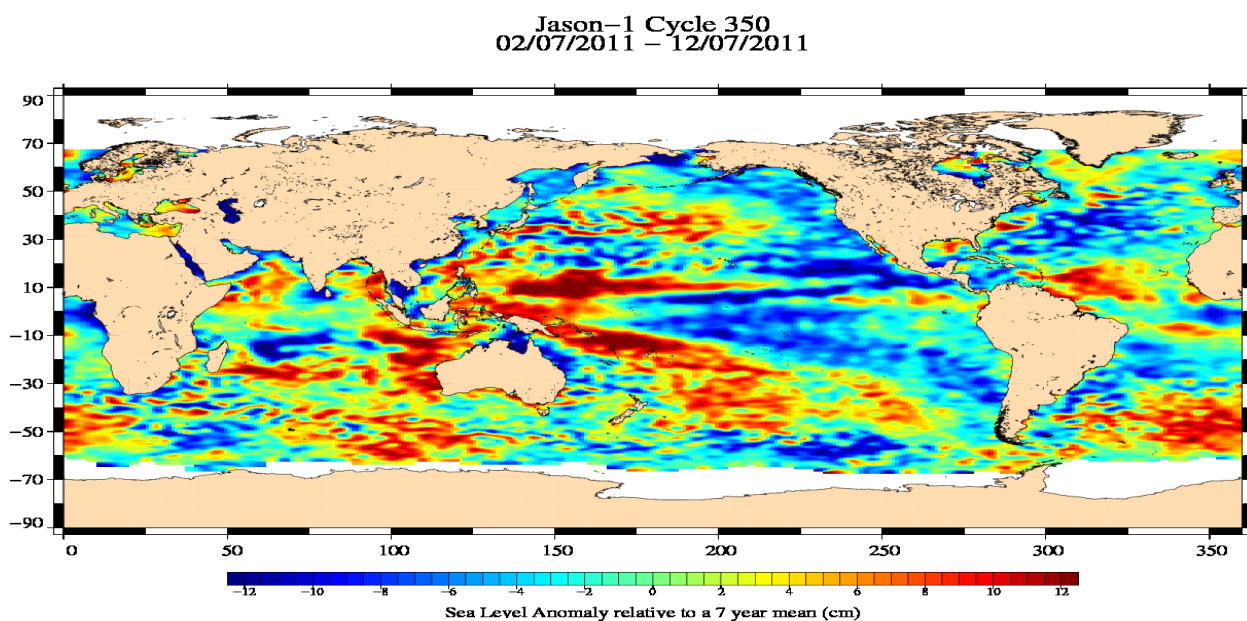 Jason-1 Cycle 350
02/07/2011 - 12/07/2011
90
70
50
30
10
-10
-30
-50
-70
-90
0 50 100 150 200 250 300 350
-12 -10 -8 -6 -4 -2 0 2 4 6 8 10 12
Sea Level Anomaly relative to a 7 year mean (cm)